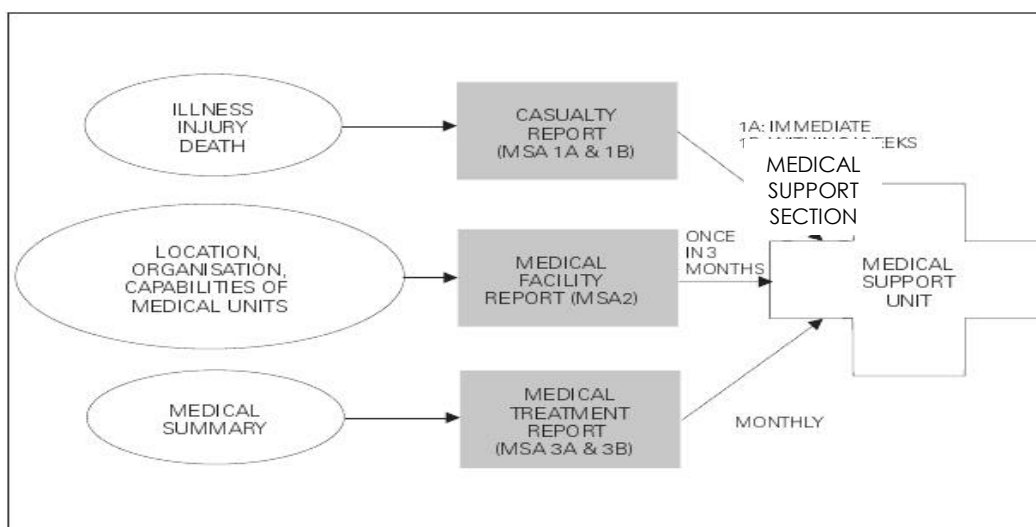 ILLNESS
INJURY
DEATH
CASUALTY
REPORT
(MSA 1A & 1B)
1A: IMMEDIATE
WEEKS
MEDICAL
SUPPORT
SECTION
LOCATION,
ORGANISATION,
CAPABILITIES OF
MEDICAL UNITS
MEDICAL
FACILITY
REPORT (MSA2)
ONCE
IN 3
MONTHS
MEDICAL
SUPPORT
UNIT
MEDICAL
SUMMARY
MEDICAL
TREATMENT
REPORT
(MSA 3A & 3B)
MONTHLY